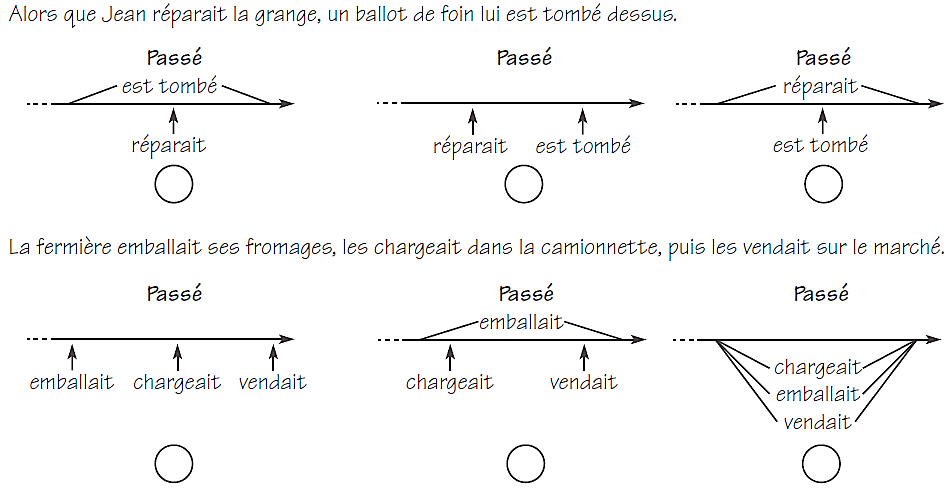 Alors que Jean réparait la grange, un ballot de foin lui est tombé dessus.
Passé Passé Passé
est tombé réparait
réparait réparait est tombé est tombé
La fermière emballait ses fromages, les chargeait dans la camionnette, puis les vendait sur le marché.
Passé Passé Passé
emballait
emballait chargeait vendait chargeait vendait chargeait
emballait
vendait